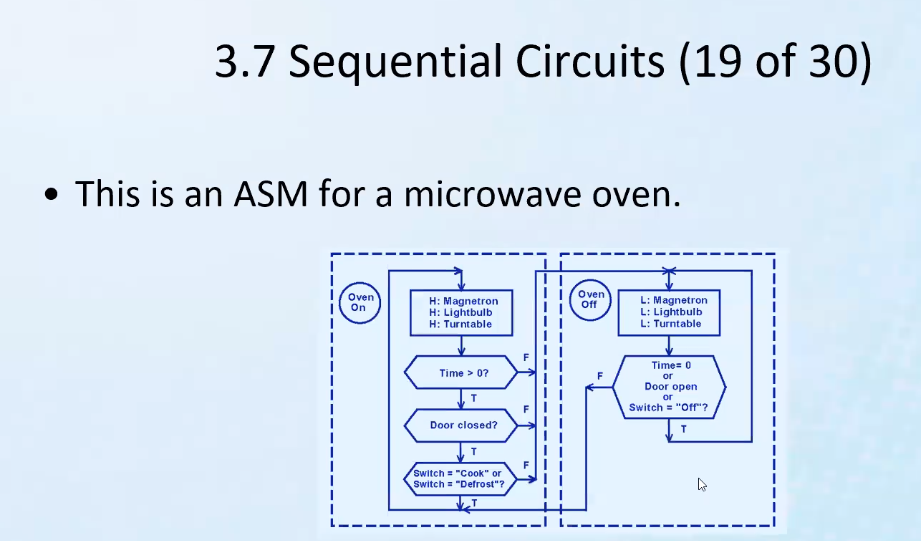 3.7 Sequential Circuits (19 of 30)
• This is an ASM for a microwave oven.
Oven
On
H: Magnetron
H: Lightbulb
H: Turntable
Time > 0?
F
T
Door closed?
F
T
Switch = "Cook" or
Switch = "Defrost"?
F
T
Oven
Off
L: Magnetron
L: Lightbulb
L: Turntable
Time= 0
or
Door open
or
Switch = "Off"?
F
T